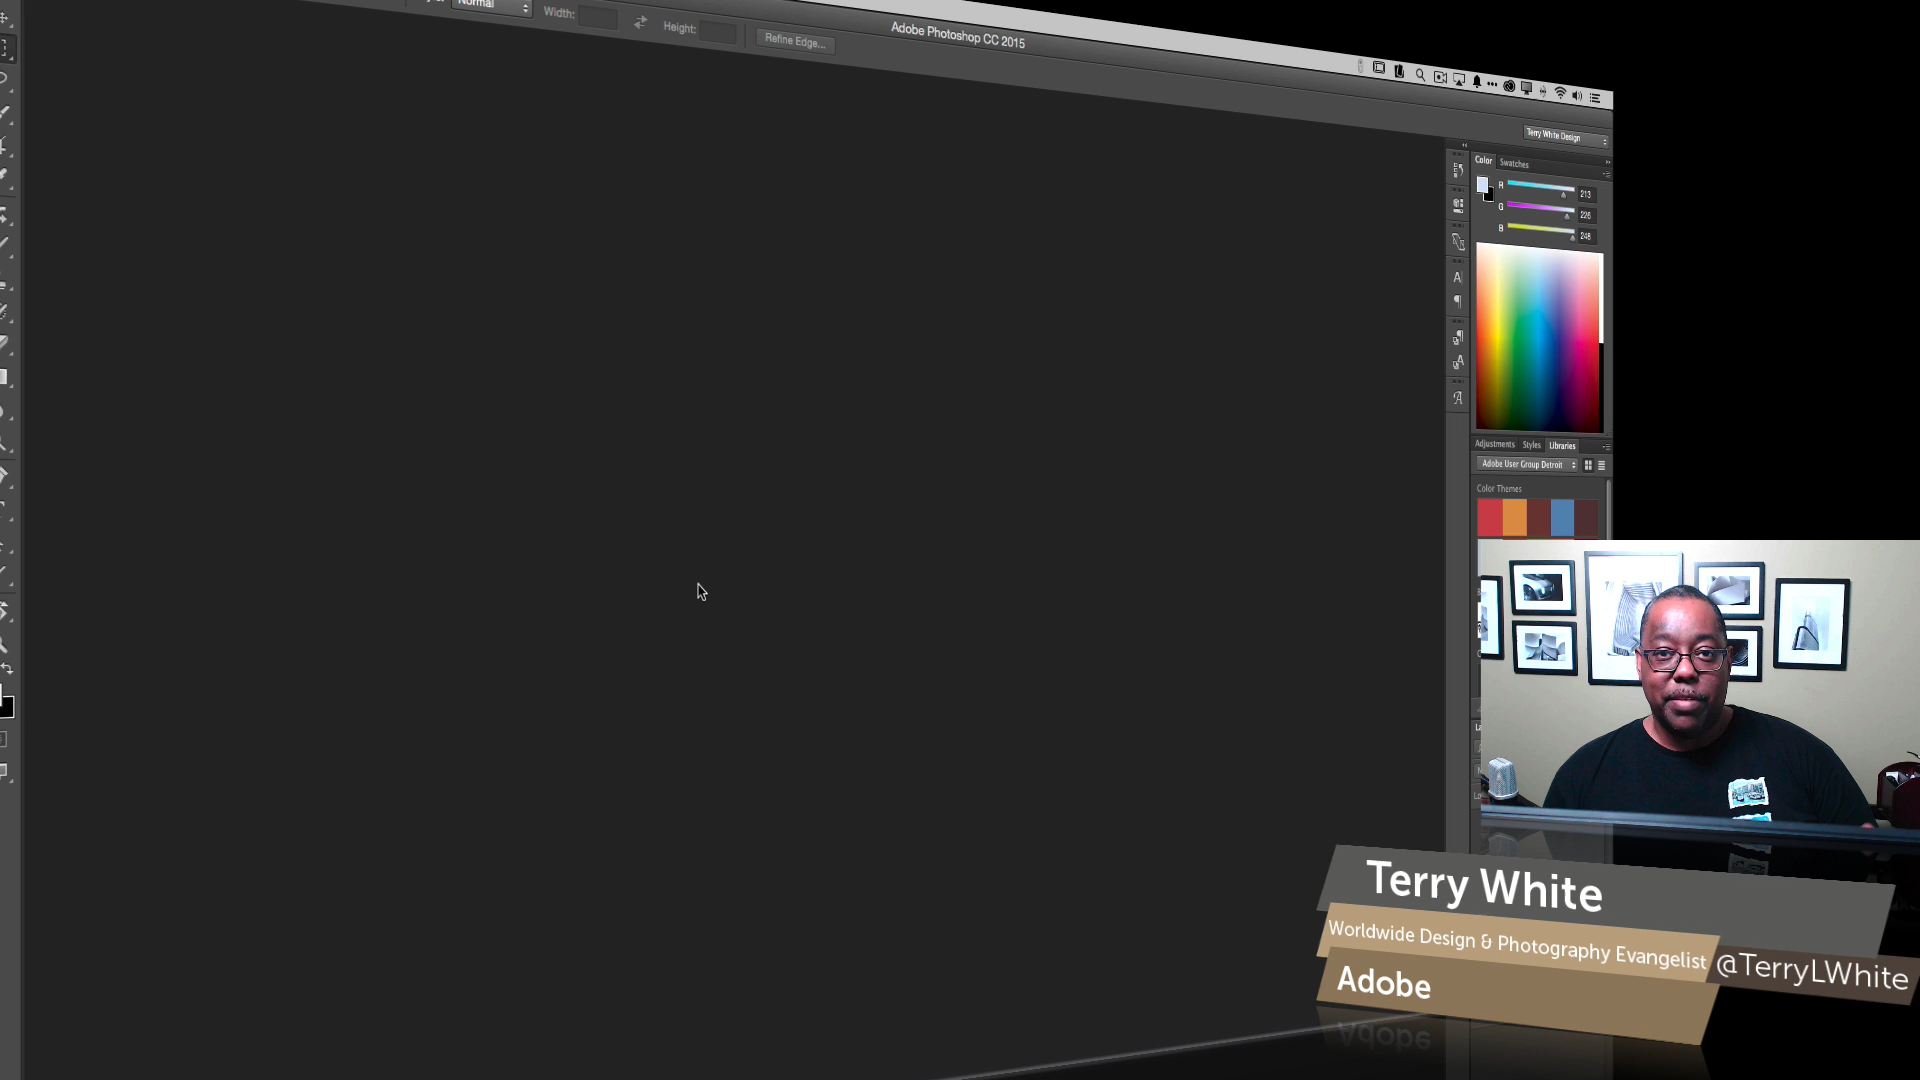 Normal
Width:
Height:
Refine Edge...
Adobe Photoshop CC 2015
Terry White Design
Color
Swatches
R
213
G
226
B
248
Adjustments
Styles
Libraries
Adobe User Group Detroit
Color Themes
Terry White
Worldwide Design & Photography Evangelist
@TerryLWhite
Adobe